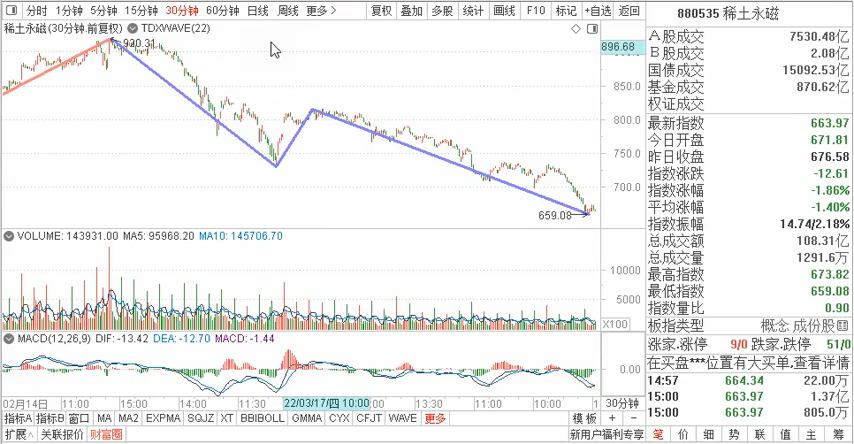 分时 1分钟 5分钟 15分钟 30分钟 60分钟 日线 周线 更多 复权 叠加 多股 统计 画线 F10 标记 +自选 返回
880535 稀土永磁
稀土永磁(30分钟.前复权) TDXWAVE(22)
920.31
896.68
850.0
800.0
750.0
700.0
659.08
A股成交 7530.48亿
B股成交 2.08亿
国债成交 15092.53亿
基金成交 870.62亿
权证成交
最新指数 663.97
今日开盘 671.81
昨日收盘 676.58
指数涨跌 -12.61
指数涨幅 -1.86%
平均涨幅 -1.40%
指数振幅 14.74/2.18%
总成交额 108.31亿
总成交量 1291.6万
最高指数 673.82
最低指数 659.08
指数量比 0.90
板指类型 概念 成份股
涨家.涨停 9/0 跌家.跌停 51/0
在买盘***位置有大买单,查看详情
14:57 664.34 22.00万
15:00 663.97 1.37亿
15:00 663.97 805.0万
笔 价 细 势 联 值 主 筹
VOLUME: 143931.00 MA5: 95968.20 MA10: 145706.70
10000
5000
X100
MACD(12,26,9) DIF: -13.42 DEA: -12.70 MACD: -1.44
0.00
02月14日 11:00 15:00 14:00 11:30 22/03/17/四 10:00 :00 13:30 11:00 10:00 1 30分钟
指标A 指标B 窗口 MA MA2 EXPMA SQJZ XT BBIBOLL GMMA CYX CFJT WAVE 更多 模板 + -
扩展∧ 关联报价 财富圈 新用户福利专享